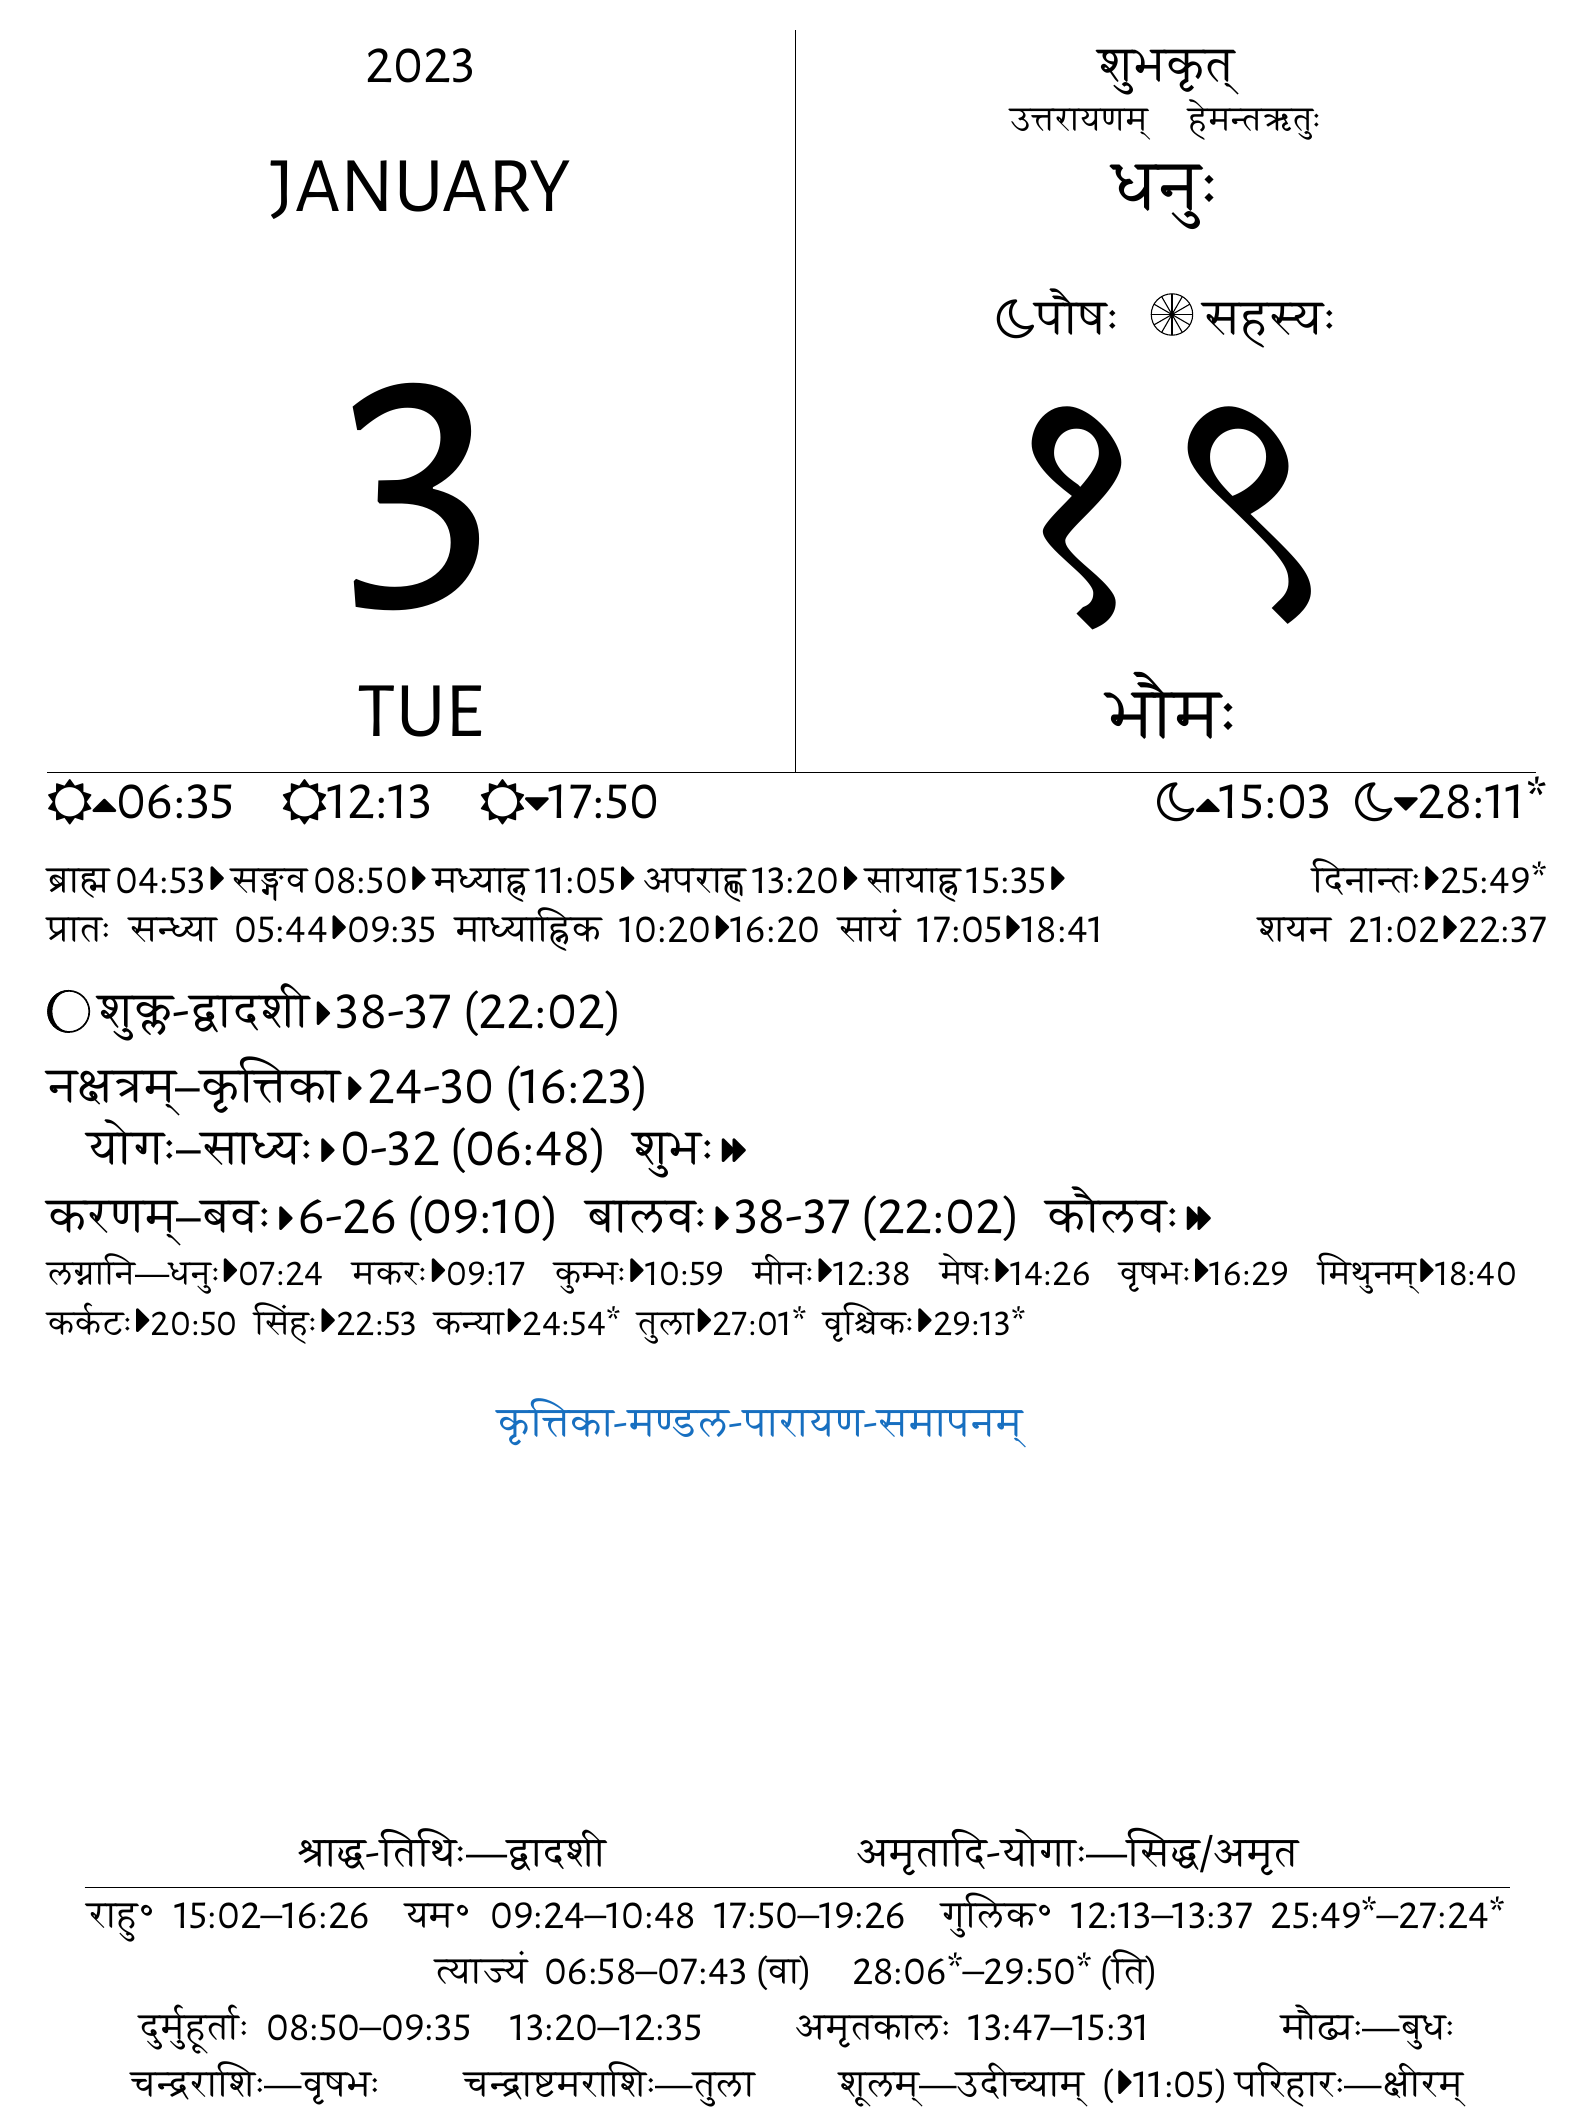 2023
JANUARY
3
TUE
शुभकृत्
उत्तरायणम् हेमन्तऋतुः
धनुः
पौषः सहस्यः
१९
भौमः
06:35 12:13 17:50 15:03 28:11*
ब्राह्म 04:53 सङ्गव 08:50 मध्याह्न 11:05 अपराह्ण 13:20 सायाह्न 15:35 दिनान्तः 25:49*
प्रातः सन्ध्या 05:44 09:35 माध्याह्निक 10:20 16:20 सायं 17:05 18:41 शयन 21:02 22:37
शुक्ल-द्वादशी 38-37 (22:02)
नक्षत्रम्–कृत्तिका 24-30 (16:23)
योगः–साध्यः 0-32 (06:48) शुभः
करणम्–बवः 6-26 (09:10) बालवः 38-37 (22:02) कौलवः
लग्नानि—धनुः 07:24 मकरः 09:17 कुम्भः 10:59 मीनः 12:38 मेषः 14:26 वृषभः 16:29 मिथुनम् 18:40
कर्कटः 20:50 सिंहः 22:53 कन्या 24:54* तुला 27:01* वृश्चिकः 29:13*
कृत्तिका-मण्डल-पारायण-समापनम्
श्राद्ध-तिथिः—द्वादशी अमृतादि-योगाः—सिद्ध/अमृत
राहु॰ 15:02–16:26 यम॰ 09:24–10:48 17:50–19:26 गुलिक॰ 12:13–13:37 25:49*–27:24*
त्याज्यं 06:58–07:43 (वा) 28:06*–29:50* (ति)
दुर्मुहूर्ताः 08:50–09:35 13:20–12:35 अमृतकालः 13:47–15:31 मौढ्यः—बुधः
चन्द्रराशिः—वृषभः चन्द्राष्टमराशिः—तुला शूलम्—उदीच्याम् (11:05) परिहारः—क्षीरम्